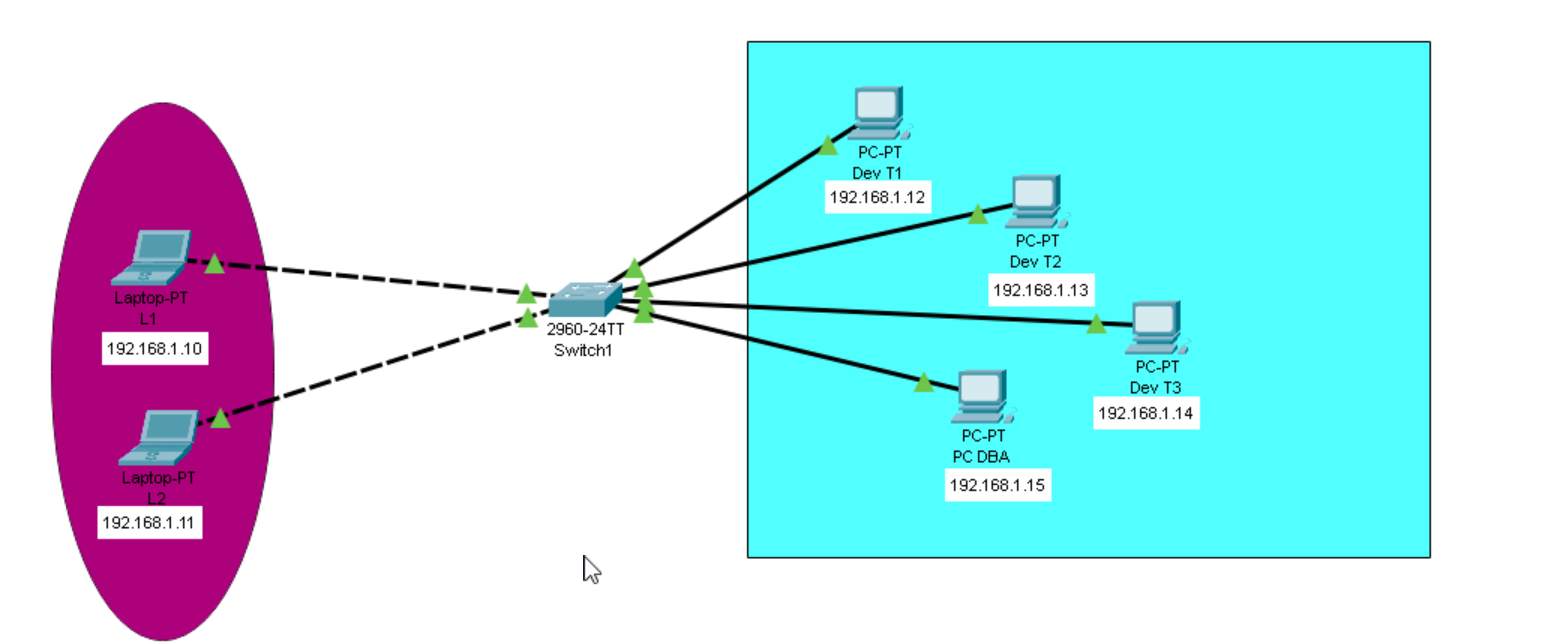 Laptop-PT
L1
192.168.1.10
Laptop-PT
L2
192.168.1.11
2960-24TT
Switch1
PC-PT
Dev T1
192.168.1.12
PC-PT
Dev T2
192.168.1.13
PC-PT
Dev T3
192.168.1.14
PC-PT
PC DBA
192.168.1.15